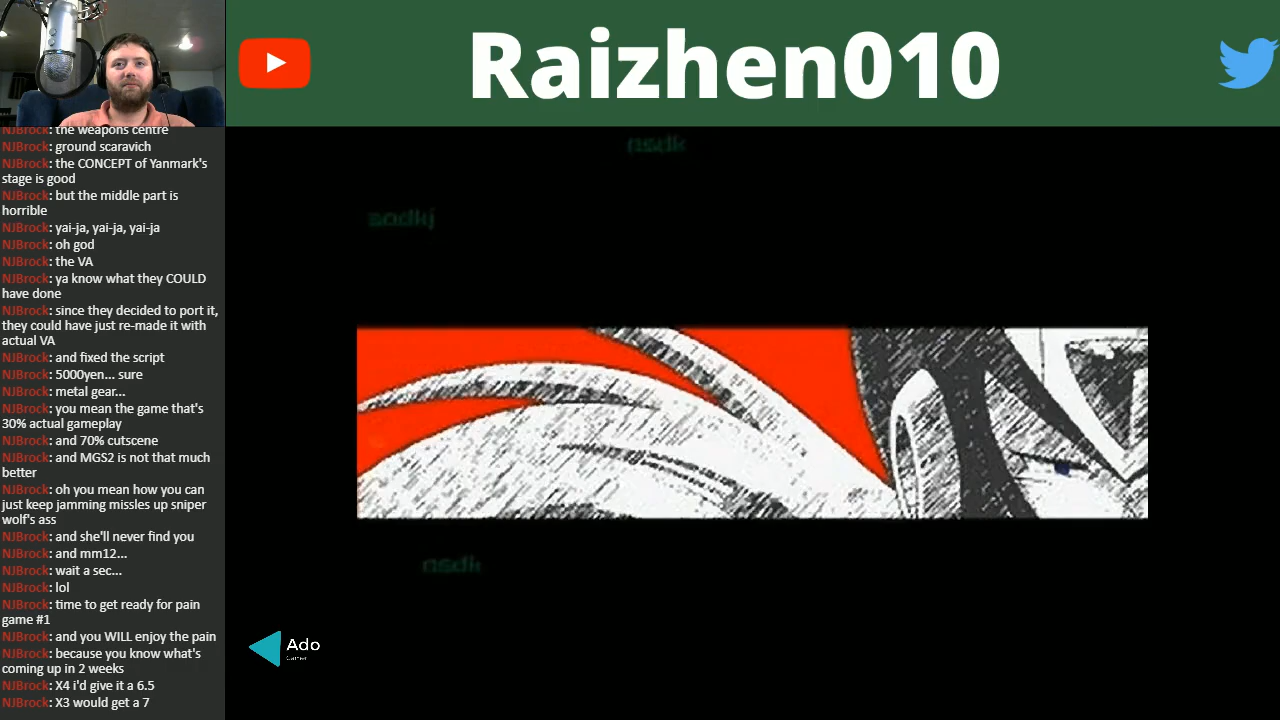 Raizhen010
NJBrock: the weapons centre
NJBrock: ground scaravich
NJBrock: the CONCEPT of Yanmark's
stage is good
NJBrock: but the middle part is
horrible
NJBrock: yai-ja, yai-ja, yai-ja
NJBrock: oh god
NJBrock: the VA
NJBrock: ya know what they COULD
have done
NJBrock: since they decided to port it,
they could have just re-made it with
actual VA
NJBrock: and fixed the script
NJBrock: 5000yen... sure
NJBrock: metal gear...
NJBrock: you mean the game that's
30% actual gameplay
NJBrock: and 70% cutscene
NJBrock: and MGS2 is not that much
better
NJBrock: oh you mean how you can
just keep jamming missles up sniper
wolf's ass
NJBrock: and she'll never find you
NJBrock: and mm12...
NJBrock: wait a sec...
NJBrock: lol
NJBrock: time to get ready for pain
game #1
NJBrock: and you WILL enjoy the pain
NJBrock: because you know what's
coming up in 2 weeks
NJBrock: X4 i'd give it a 6.5
NJBrock: X3 would get a 7
Ado